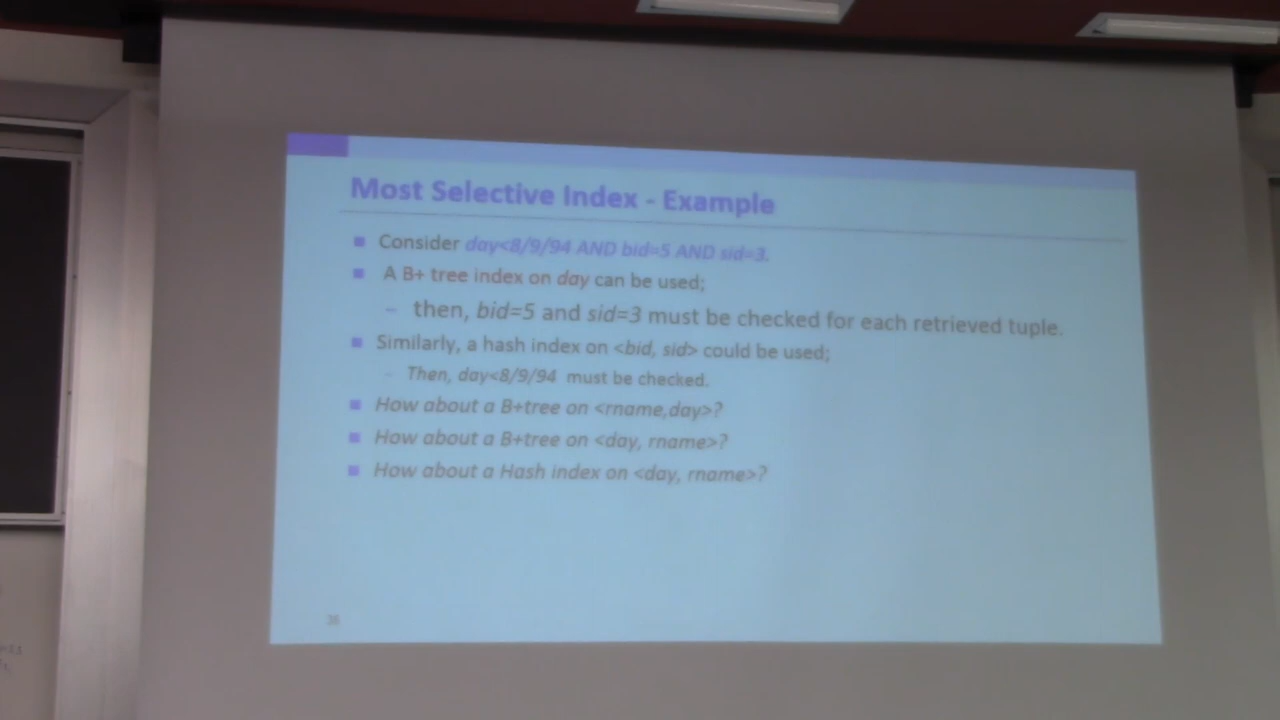 Most Selective Index - Example
Consider day<8/9/94 AND bid=5 AND sid=3.
A B+ tree index on day can be used;
– then, bid=5 and sid=3 must be checked for each retrieved tuple.
Similarly, a hash index on <bid, sid> could be used;
– Then, day<8/9/94 must be checked.
How about a B+tree on <rname,day>?
How about a B+tree on <day, rname>?
How about a Hash index on <day, rname>?